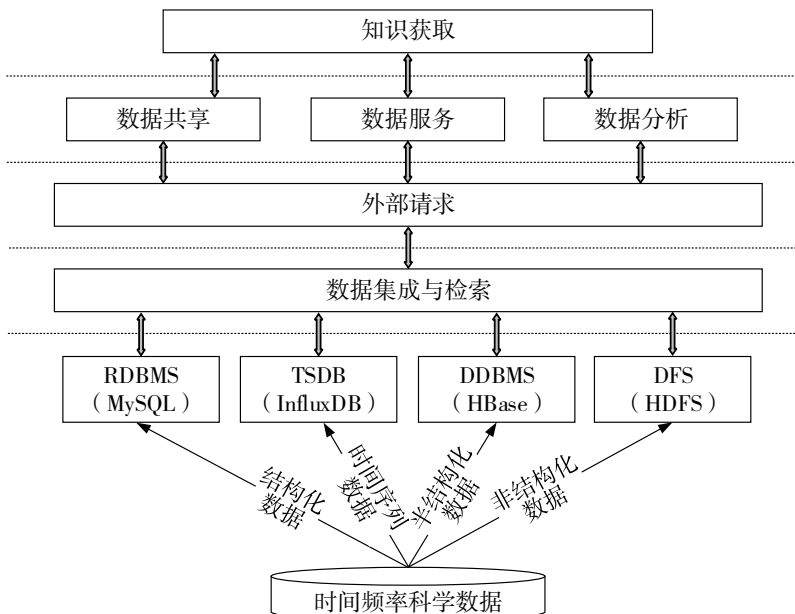 知识获取
数据共享
数据服务
数据分析
外部请求
数据集成与检索
RDBMS
（MySQL）
TSDB
（InfluxDB）
DDBMS
（HBase）
DFS
（HDFS）
结构化
数据
时间序列
数据
半结构化
数据
非结构化
数据
时间频率科学数据